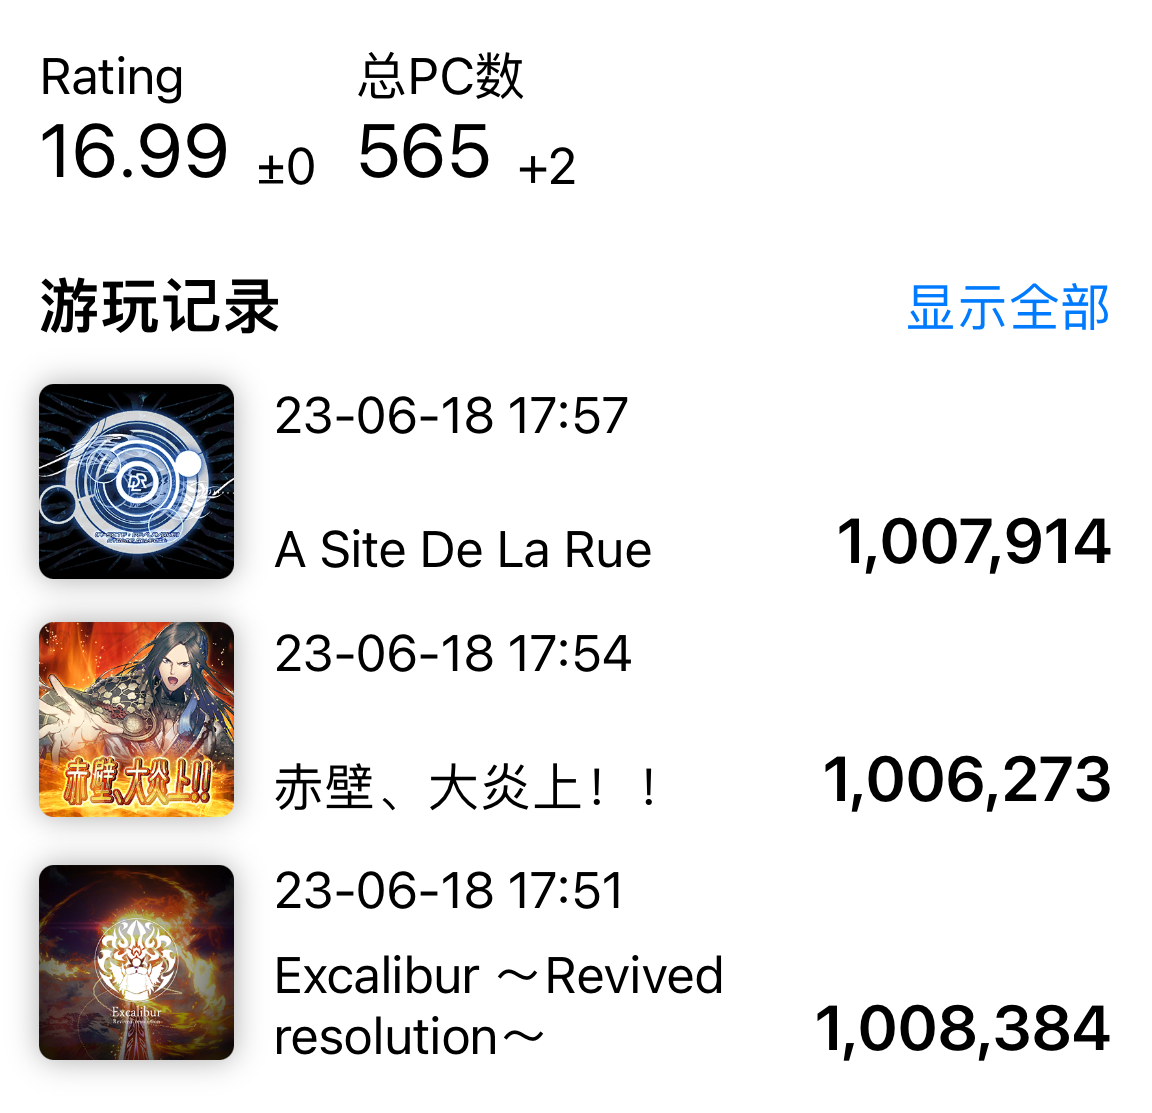 Rating 总PC数
16.99 ±0 565 +2
游玩记录 显示全部
23-06-18 17:57
A Site De La Rue 1,007,914
赤壁、大炎上!!
23-06-18 17:54
赤壁、大炎上！！ 1,006,273
23-06-18 17:51
Excalibur ～Revived
resolution～ 1,008,384
Excalibur
Revived resolution